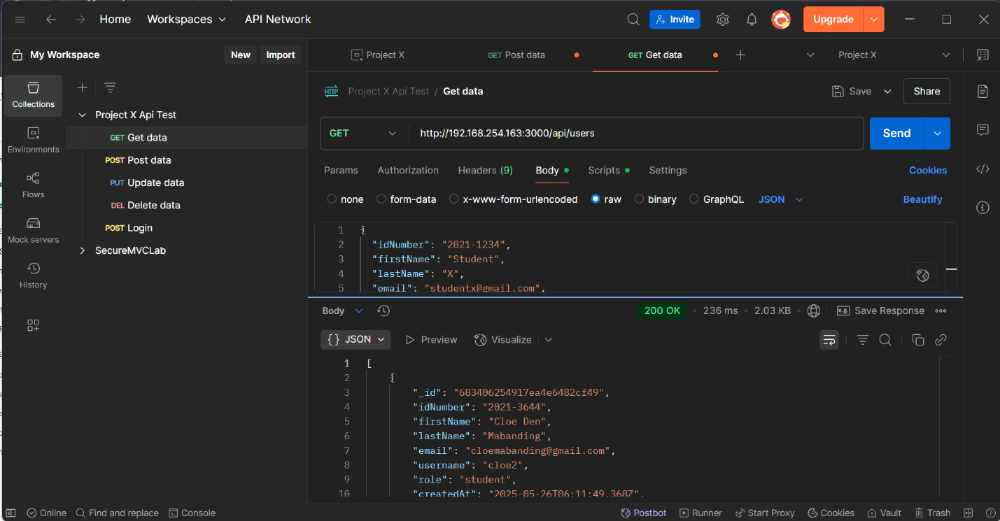 Home Workspaces API Network Invite Upgrade
My Workspace New Import Project X GET Post data GET Get data Project X
Collections
Environments
Flows
Mock servers
History
Project X Api Test
GET Get data
POST Post data
PUT Update data
DEL Delete data
POST Login
SecureMVCLab
HTTP Project X Api Test / Get data Save Share
GET http://192.168.254.163:3000/api/users Send
Params Authorization Headers (9) Body Scripts Settings Cookies
none form-data x-www-form-urlencoded raw binary GraphQL JSON Beautify
1 {
2 "idNumber": "2021-1234",
3 "firstName": "Student",
4 "lastName": "X",
5 "email": "studentx@gmail.com",
Body 200 OK • 236 ms • 2.03 KB • e.g. Save Response
{} JSON Preview Visualize
1 [
2 {
3 "_id": "683406254917ea4e6482cf49",
4 "idNumber": "2021-3644",
5 "firstName": "Cloe Den",
6 "lastName": "Mabanding",
7 "email": "cloemabanding@gmail.com",
8 "username": "cloe2",
9 "role": "student",
10 "createdAt": "2025-05-26T06:11:49.368Z",
Online Find and replace Console Postbot Runner Start Proxy Cookies Vault Trash